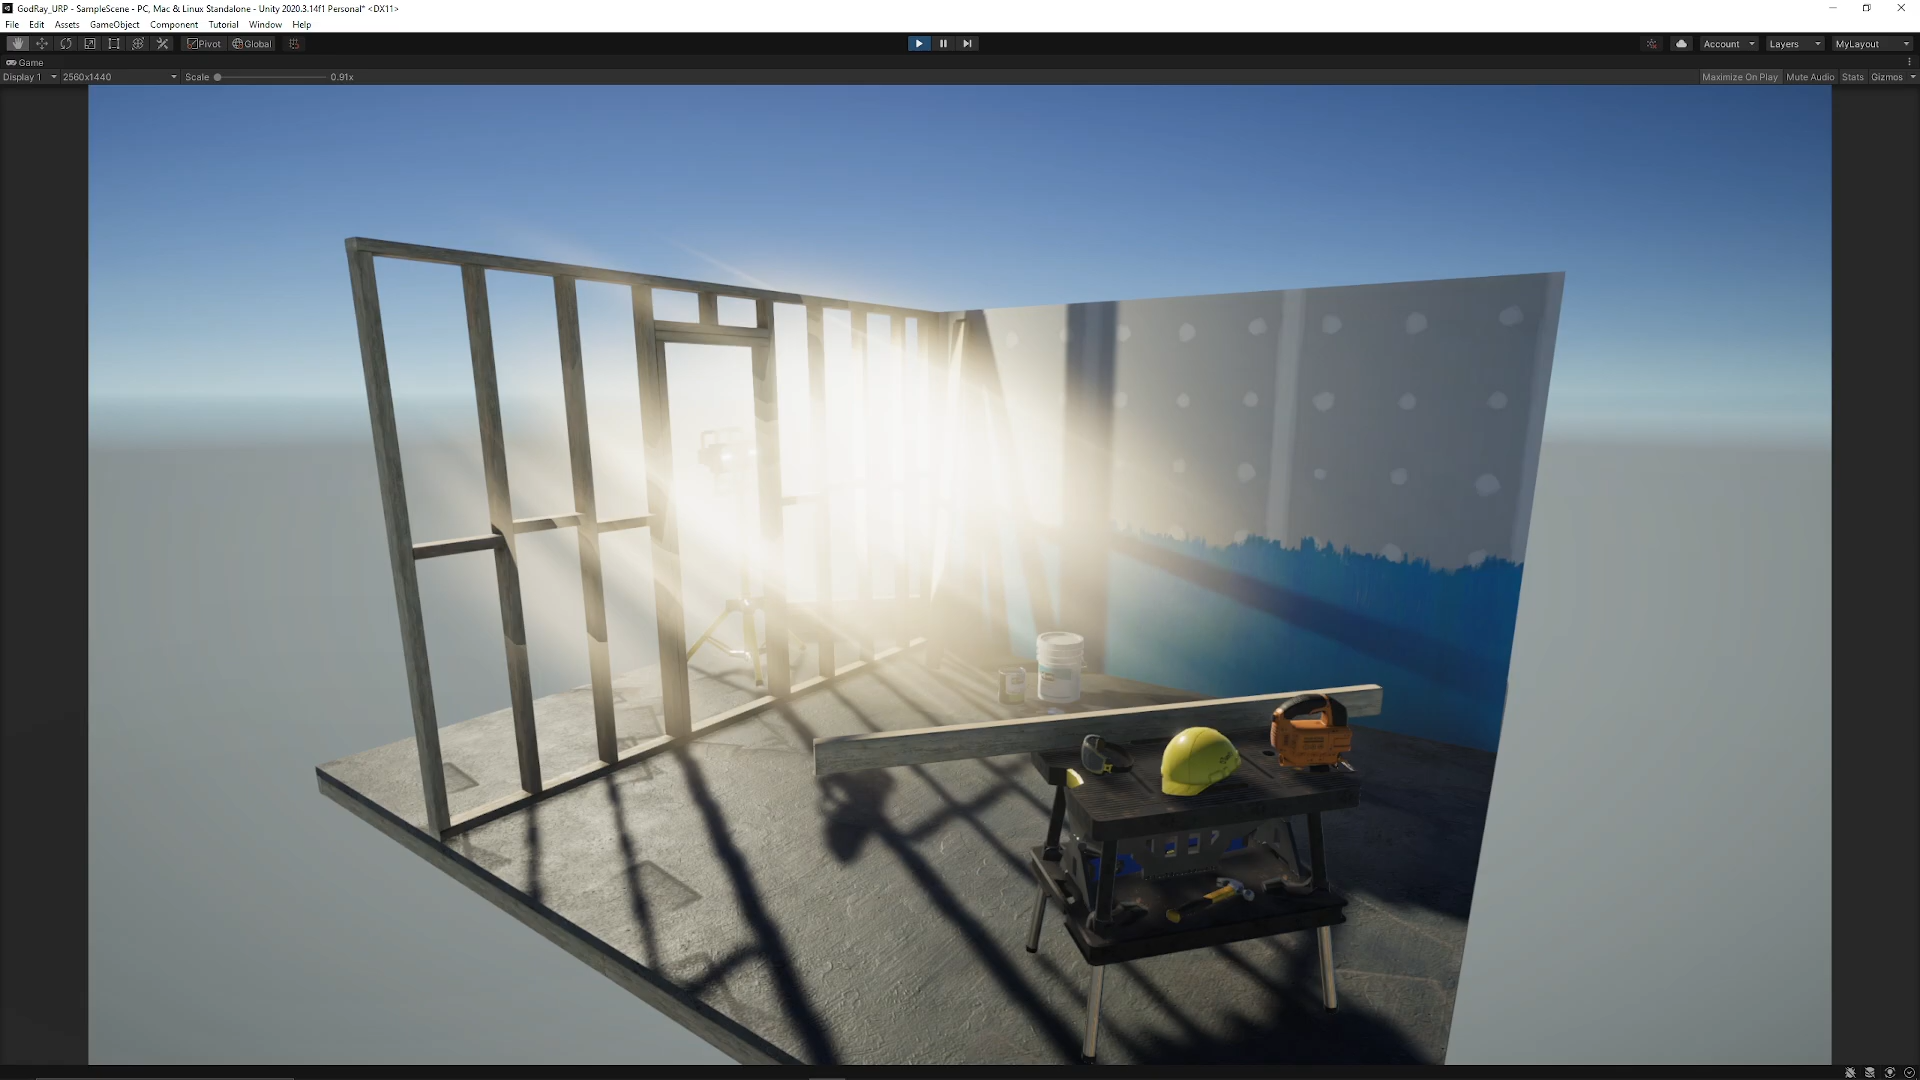 GodRay_URP - SampleScene - PC, Mac & Linux Standalone - Unity 2020.3.14f1 Personal* <DX11>
File Edit Assets GameObject Component Tutorial Window Help
Pivot Global Account Layers MyLayout
Game
Display 1 2560x1440 Scale 0.91x Maximize On Play Mute Audio Stats Gizmos